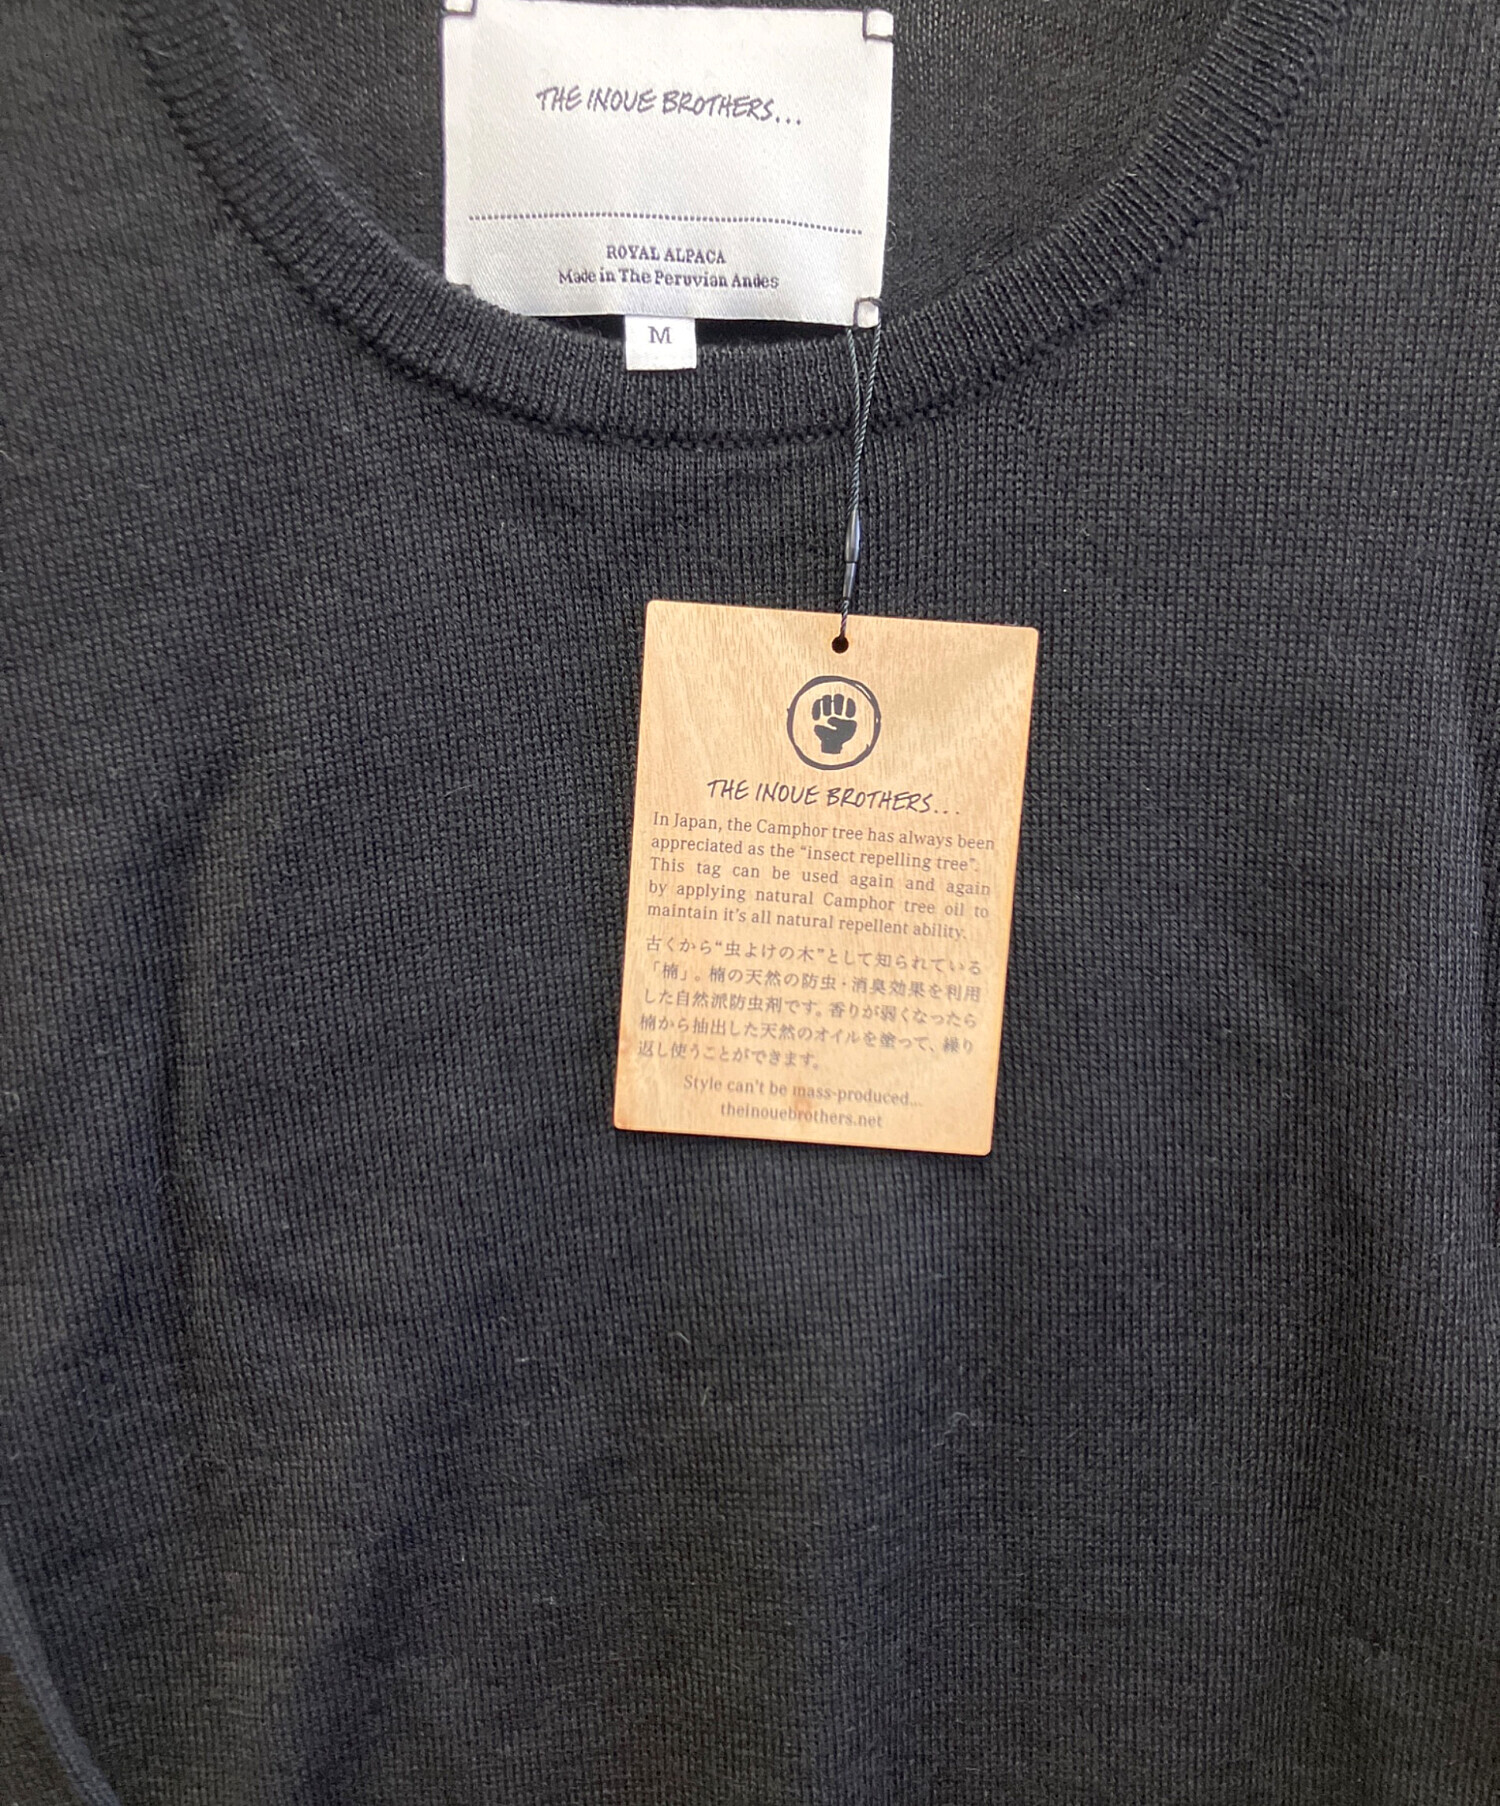 THE INOUE BROTHERS...
ROYAL ALPACA
Made in The Peruvian Andes
M
THE INOUE BROTHERS...
In Japan, the Camphor tree has always been
appreciated as the “insect repelling tree”.
This tag can be used again and again
by applying natural Camphor tree oil to
maintain it's all natural repellent ability.
古くから“虫よけの木”として知られている
「楠」。楠の天然の防虫・消臭効果を利用
した自然派防虫剤です。香りが弱くなったら
楠から抽出した天然のオイルを塗って、繰り
返し使うことができます。
Style can't be mass-produced...
theinouebrothers.net